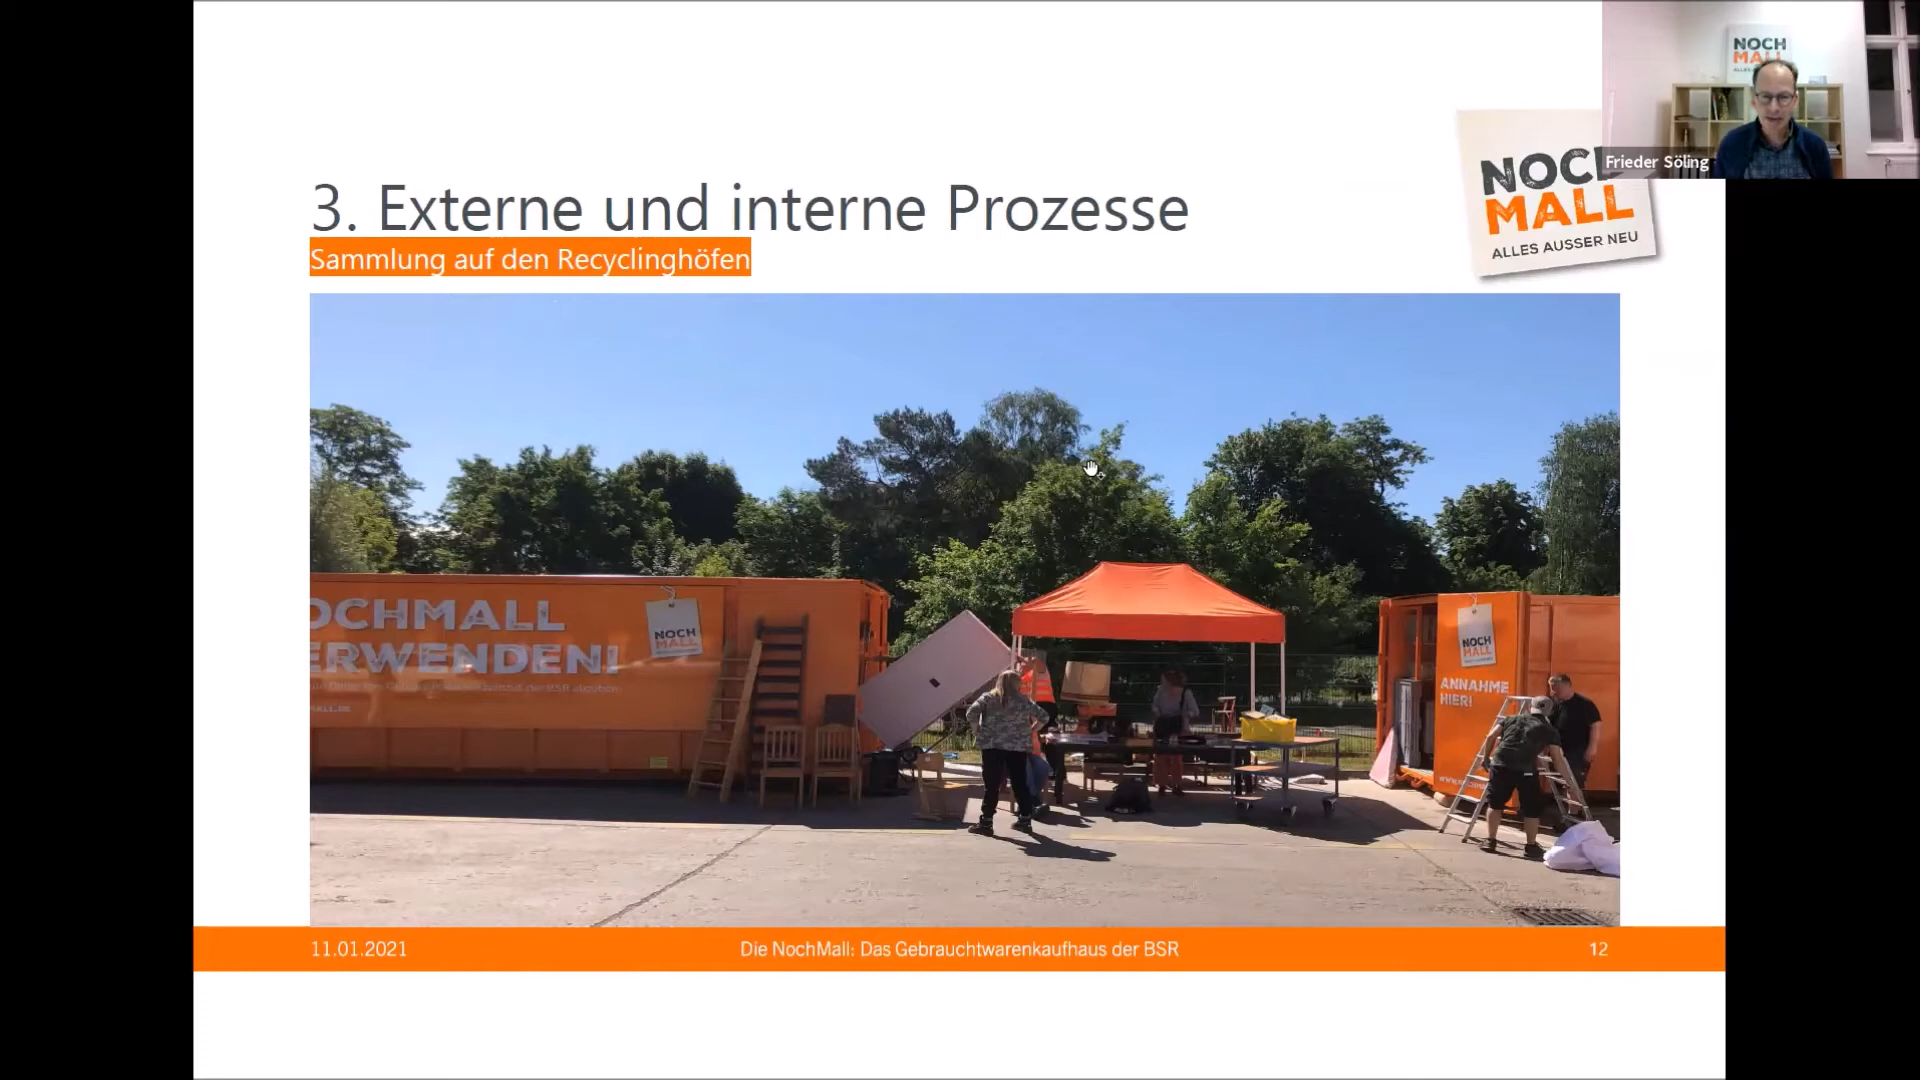 NOCH
MALL
Frieder Söling
3. Externe und interne Prozesse
Sammlung auf den Recyclinghöfen
NOC
MALL
ALLES AUSSER NEU
OCHMALL
ERWENDEN!
NOCH
MALL
NOCH
MALL
ANNAHME
HIER!
11.01.2021
Die NochMall: Das Gebrauchtwarenkaufhaus der BSR
12